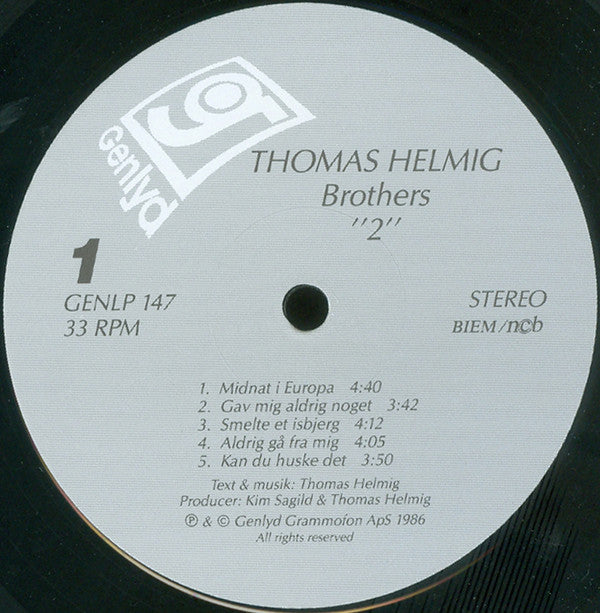 g
Genlyd
THOMAS HELMIG
Brothers
"2"
1
GENLP 147
33 RPM
STEREO
BIEM/n©b
1. Midnat i Europa 4:40
2. Gav mig aldrig noget 3:42
3. Smelte et isbjerg 4:12
4. Aldrig gå fra mig 4:05
5. Kan du huske det 3:50
Text & musik: Thomas Helmig
Producer: Kim Sagild & Thomas Helmig
℗ & © Genlyd Grammofon ApS 1986
All rights reserved